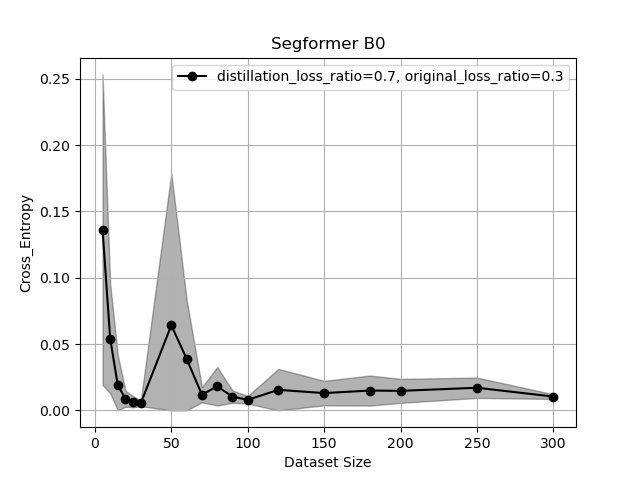 Segformer B0
distillation_loss_ratio=0.7, original_loss_ratio=0.3
0.25
0.20
0.15
0.10
0.05
0.00
Cross_Entropy
0 50 100 150 200 250 300
Dataset Size